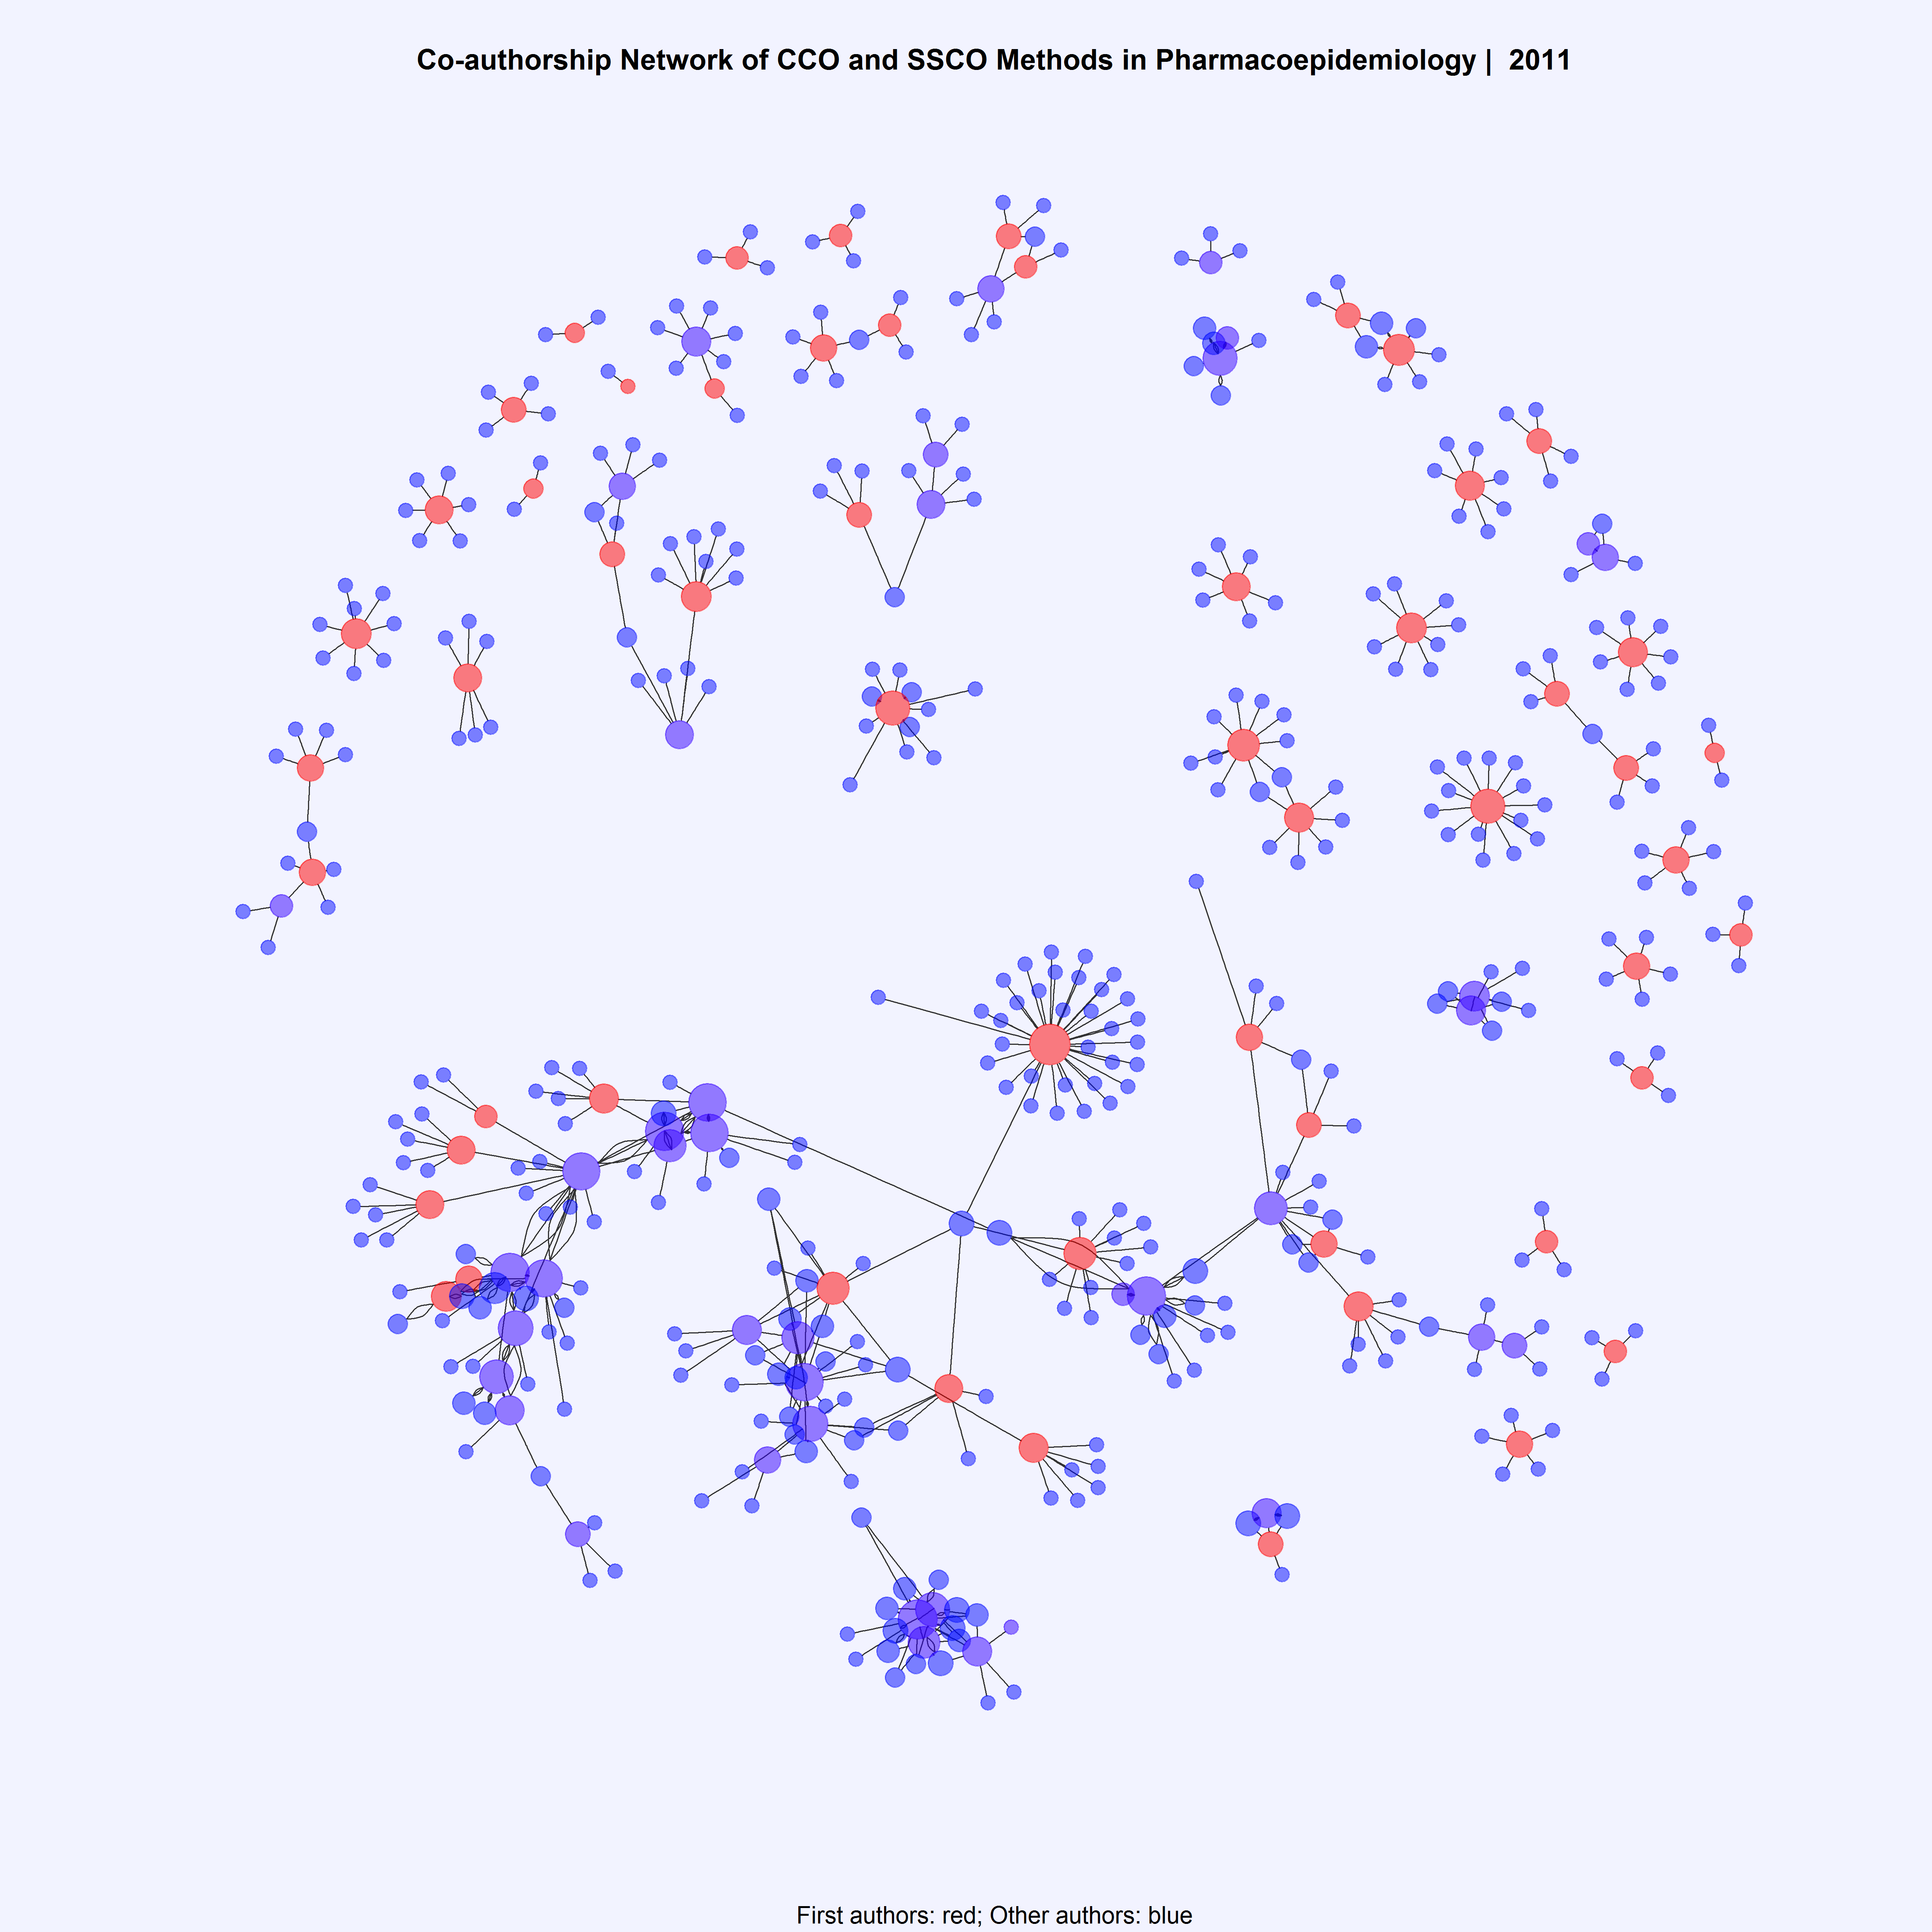 Co-authorship Network of CCO and SSCO Methods in Pharmacoepidemiology |  2011
First authors: red; Other authors: blue